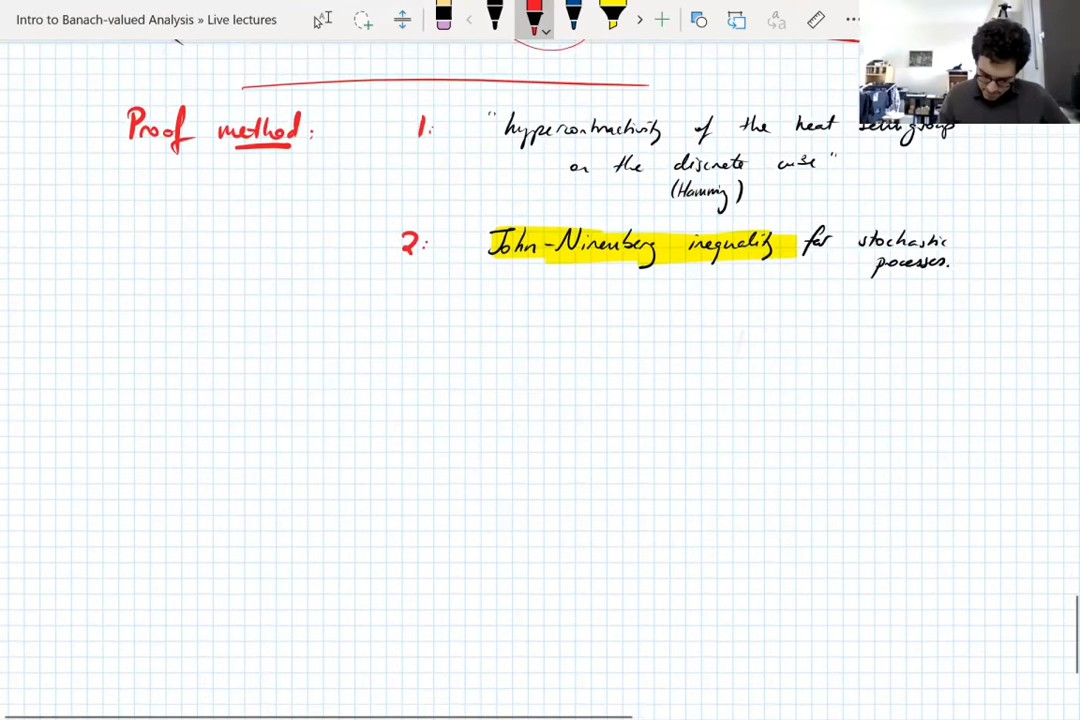 Intro to Banach-valued Analysis » Live lectures
Proof method: 1: "hypercontractivity of the heat semigroup
on the discrete cube"
(Hamming)
2: John-Nirenberg inequality for stochastic
processes.